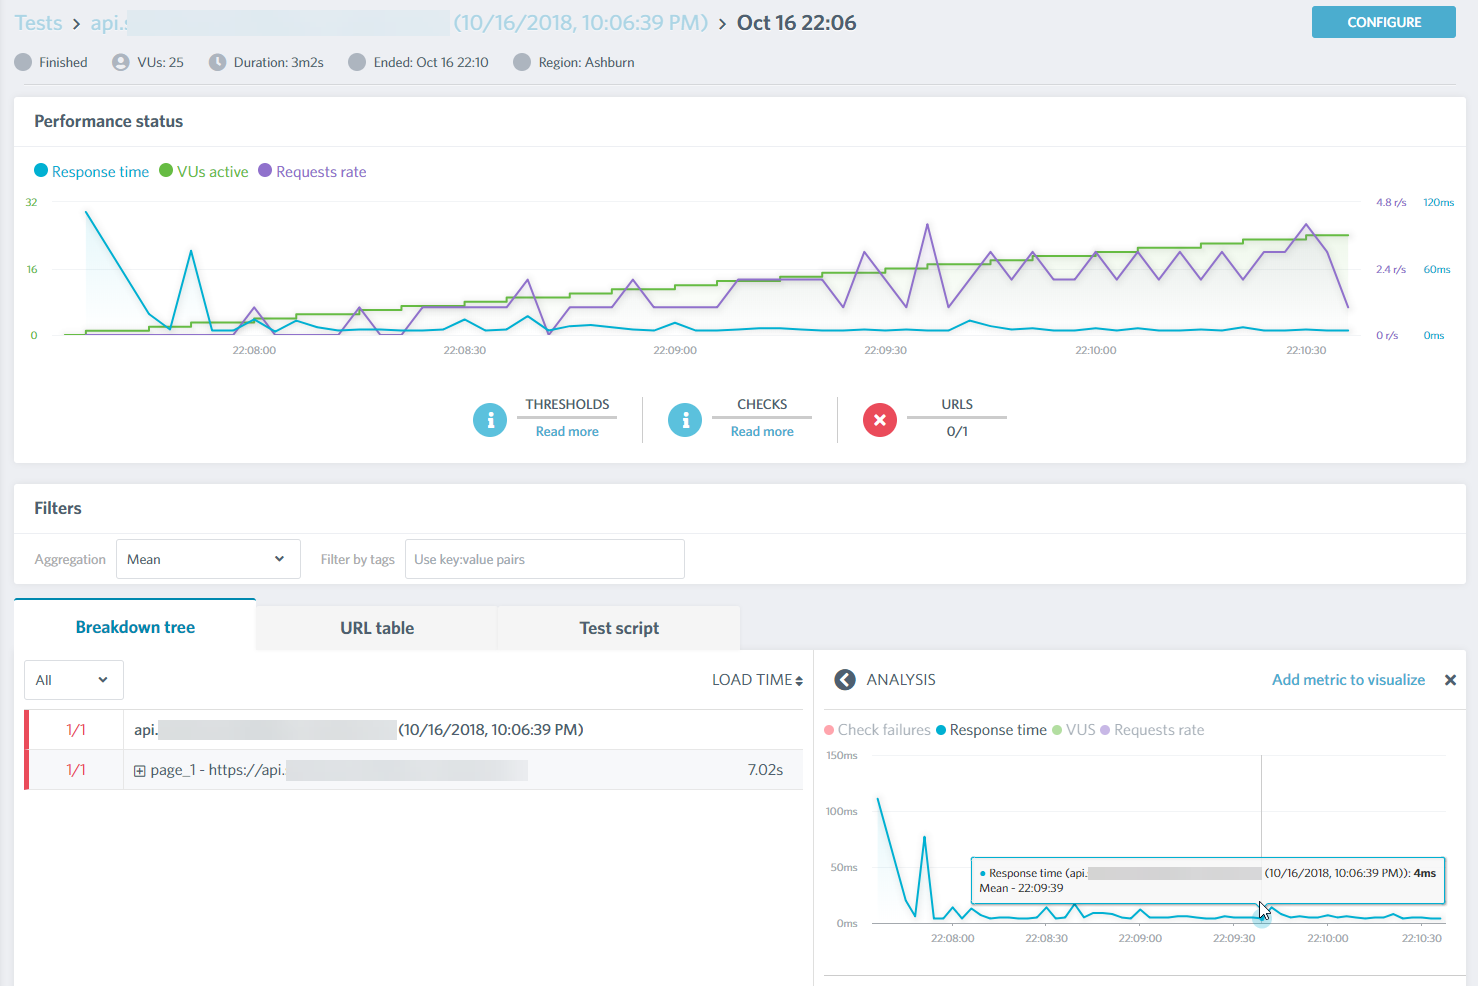 Tests > api. (10/16/2018, 10:06:39 PM) > Oct 16 22:06
CONFIGURE
Finished VUs: 25 Duration: 3m2s Ended: Oct 16 22:10 Region: Ashburn
Performance status
Response time VUs active Requests rate
32 4.8 r/s 120ms
16 2.4 r/s 60ms
0 0 r/s 0ms
22:08:00 22:08:30 22:09:00 22:09:30 22:10:00 22:10:30
THRESHOLDS CHECKS URLS
Read more Read more 0/1
Filters
Aggregation Mean Filter by tags Use key:value pairs
Breakdown tree URL table Test script
All LOAD TIME
1/1 api. (10/16/2018, 10:06:39 PM)
1/1 page_1 - https://api. 7.02s
ANALYSIS Add metric to visualize
Check failures Response time VUS Requests rate
150ms
100ms
50ms
0ms
Response time (api. (10/16/2018, 10:06:39 PM)): 4ms
Mean - 22:09:39
22:08:00 22:08:30 22:09:00 22:09:30 22:10:00 22:10:30